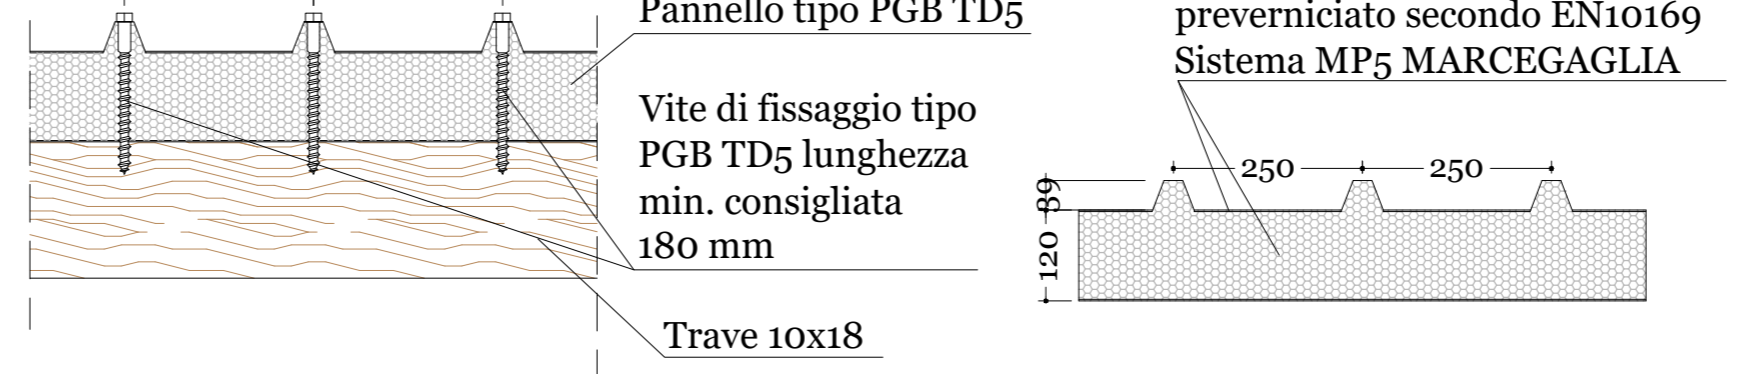 Pannello tipo PGB TD5
Vite di fissaggio tipo
PGB TD5 lunghezza
min. consigliata
180 mm
Trave 10x18
preverniciato secondo EN10169
Sistema MP5 MARCEGAGLIA
250
250
39
120